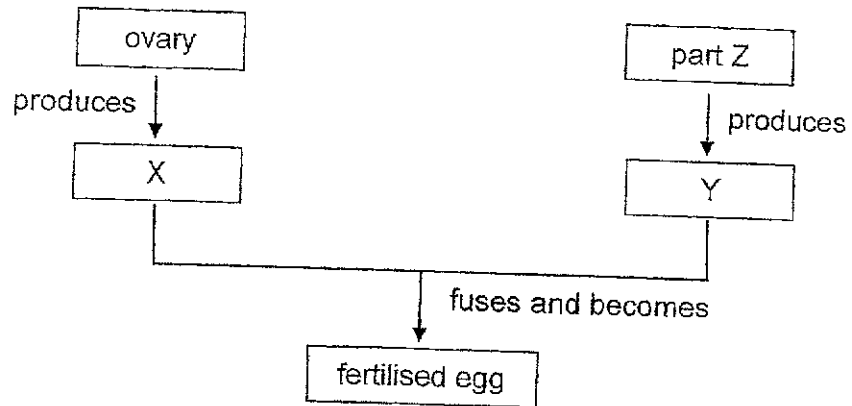 ovary
part Z
produces
produces
X
Y
fuses and becomes
fertilised egg